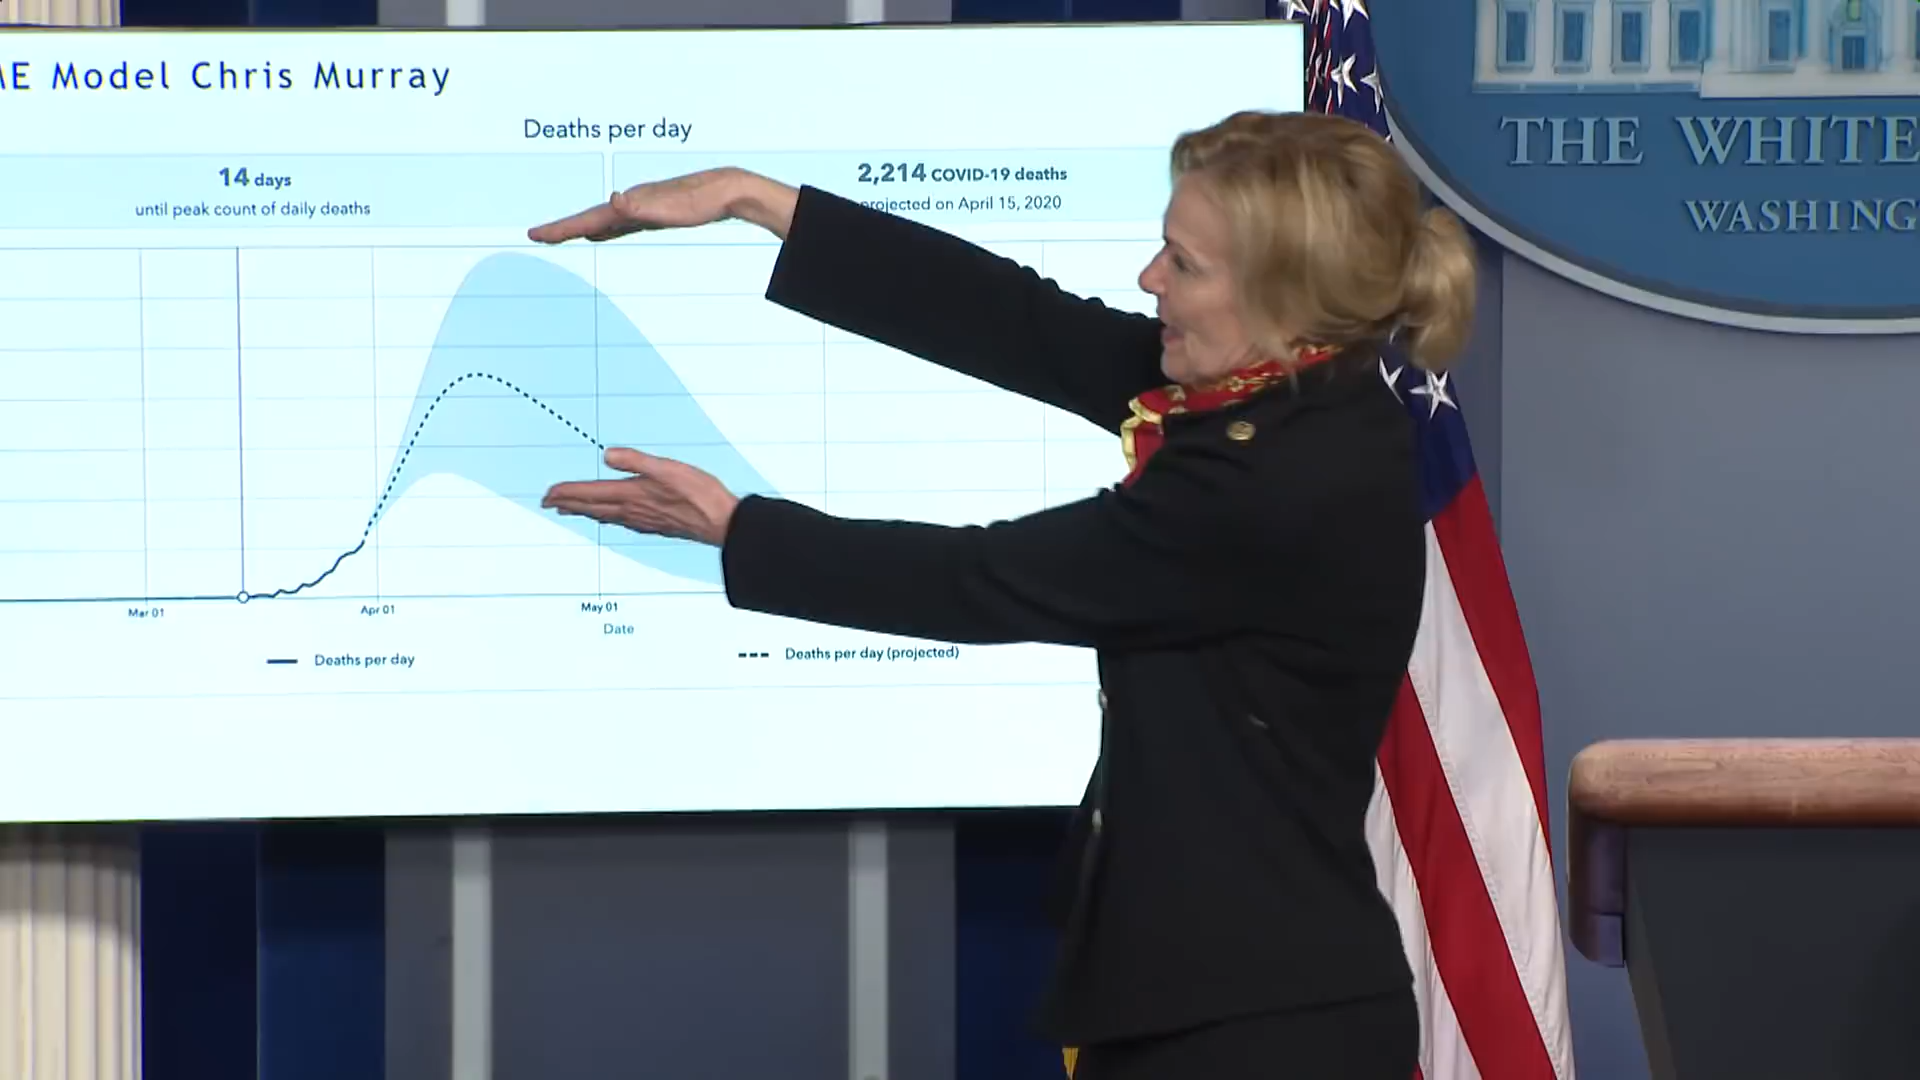 E Model Chris Murray
Deaths per day
14 days
until peak count of daily deaths
2,214 COVID-19 deaths
projected on April 15, 2020
Mar 01
Apr 01
May 01
Date
Deaths per day
Deaths per day (projected)
THE WHITE
WASHING